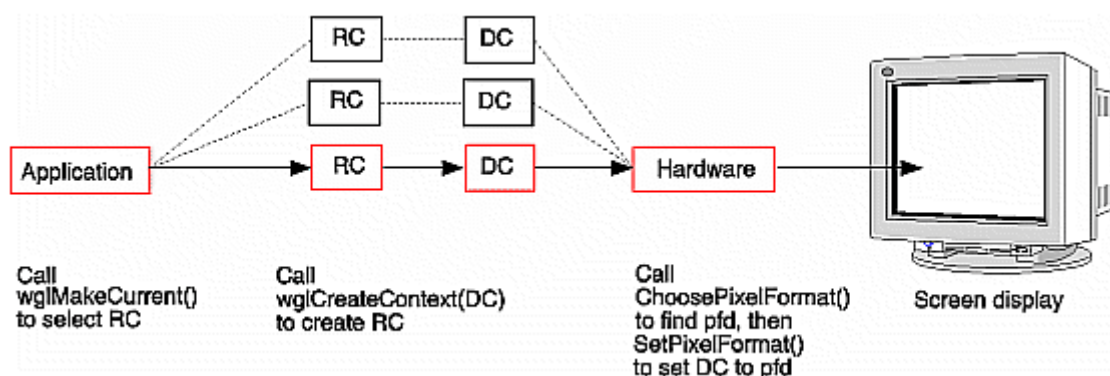 RC DC
RC DC
Application RC DC Hardware
Call
wglMakeCurrent()
to select RC
Call
wglCreateContext(DC)
to create RC
Call
ChoosePixelFormat()
to find pfd, then
SetPixelFormat()
to set DC to pfd
Screen display